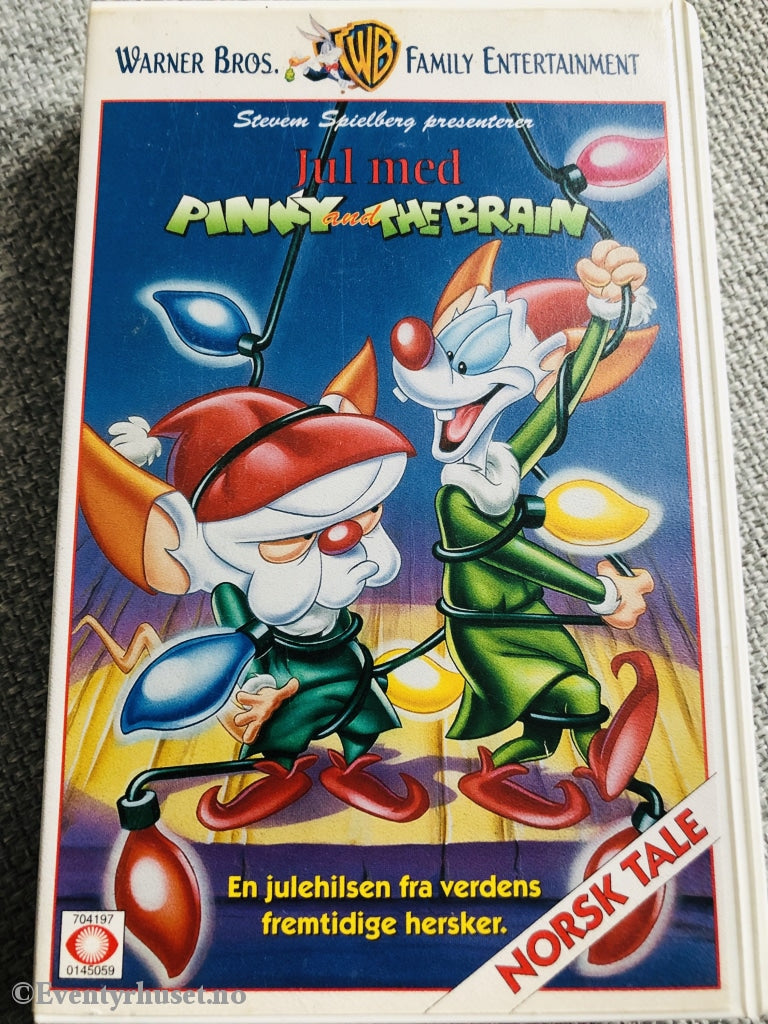 WARNER BROS. WB FAMILY ENTERTAINMENT
Stevem Spielberg presenterer
Jul med
PINKY and THE BRAIN
En julehilsen fra verdens
fremtidige hersker.
NORSK TALE
704197
0145059
©Eventyrhuset.no